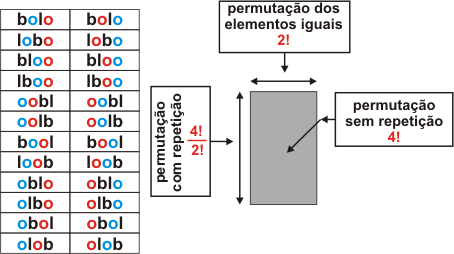 bolo bolo
lobo lobo
bloo bloo
lboo lboo
oobl oobl
oolb oolb
bool bool
loob loob
oblo oblo
olbo olbo
obol obol
olob olob
permutação dos
elementos iguais
2!
permutação
com repetição
4!
2!
permutação
sem repetição
4!